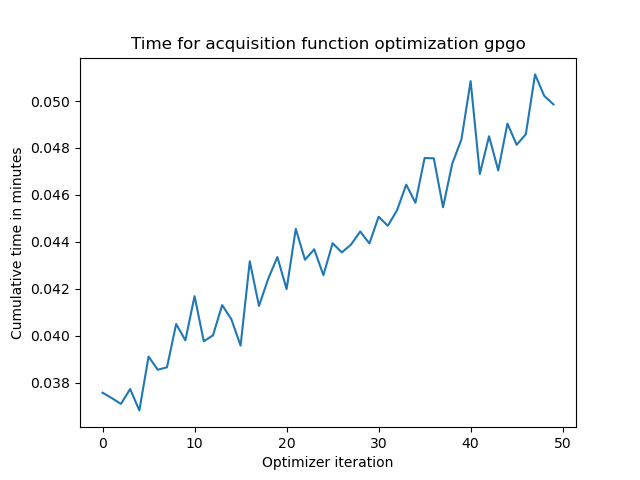 Time for acquisition function optimization gpgo
0.050
0.048
0.046
0.044
0.042
0.040
0.038
Cumulative time in minutes
0 10 20 30 40 50
Optimizer iteration